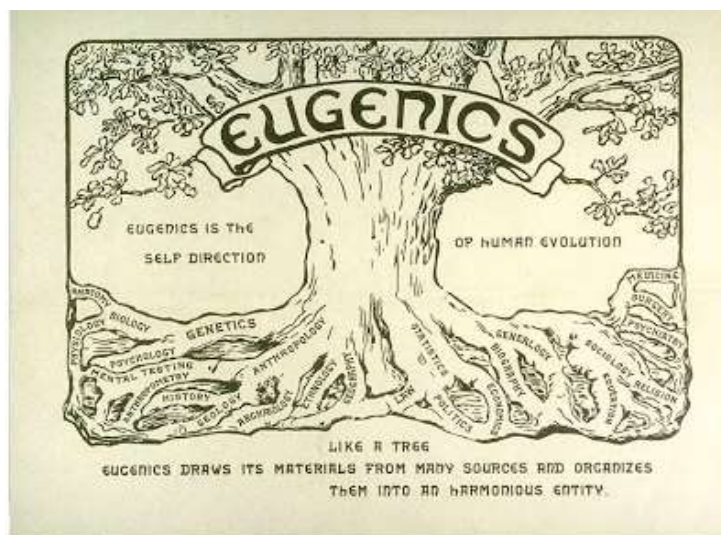 EUGENICS
EUGENICS IS THE
SELF DIRECTION
OF HUMAN EVOLUTION
ANATOMY
PHYSIOLOGY
BIOLOGY
GENETICS
PSYCHOLOGY
MENTAL TESTING
ANTHROPOMETRY
HISTORY
GEOLOGY
ARCHAEOLOGY
ANTHROPOLOGY
ETHNOLOGY
GEOGRAPHY
LAW
STATISTICS
POLITICS
GENEALOGY
BIOGRAPHY
ECONOMICS
SOCIOLOGY
EDUCATION
RELIGION
PSYCHIATRY
SURGERY
MEDICINE
LIKE A TREE
EUGENICS DRAWS ITS MATERIALS FROM MANY SOURCES AND ORGANIZES
THEM INTO AN HARMONIOUS ENTITY.